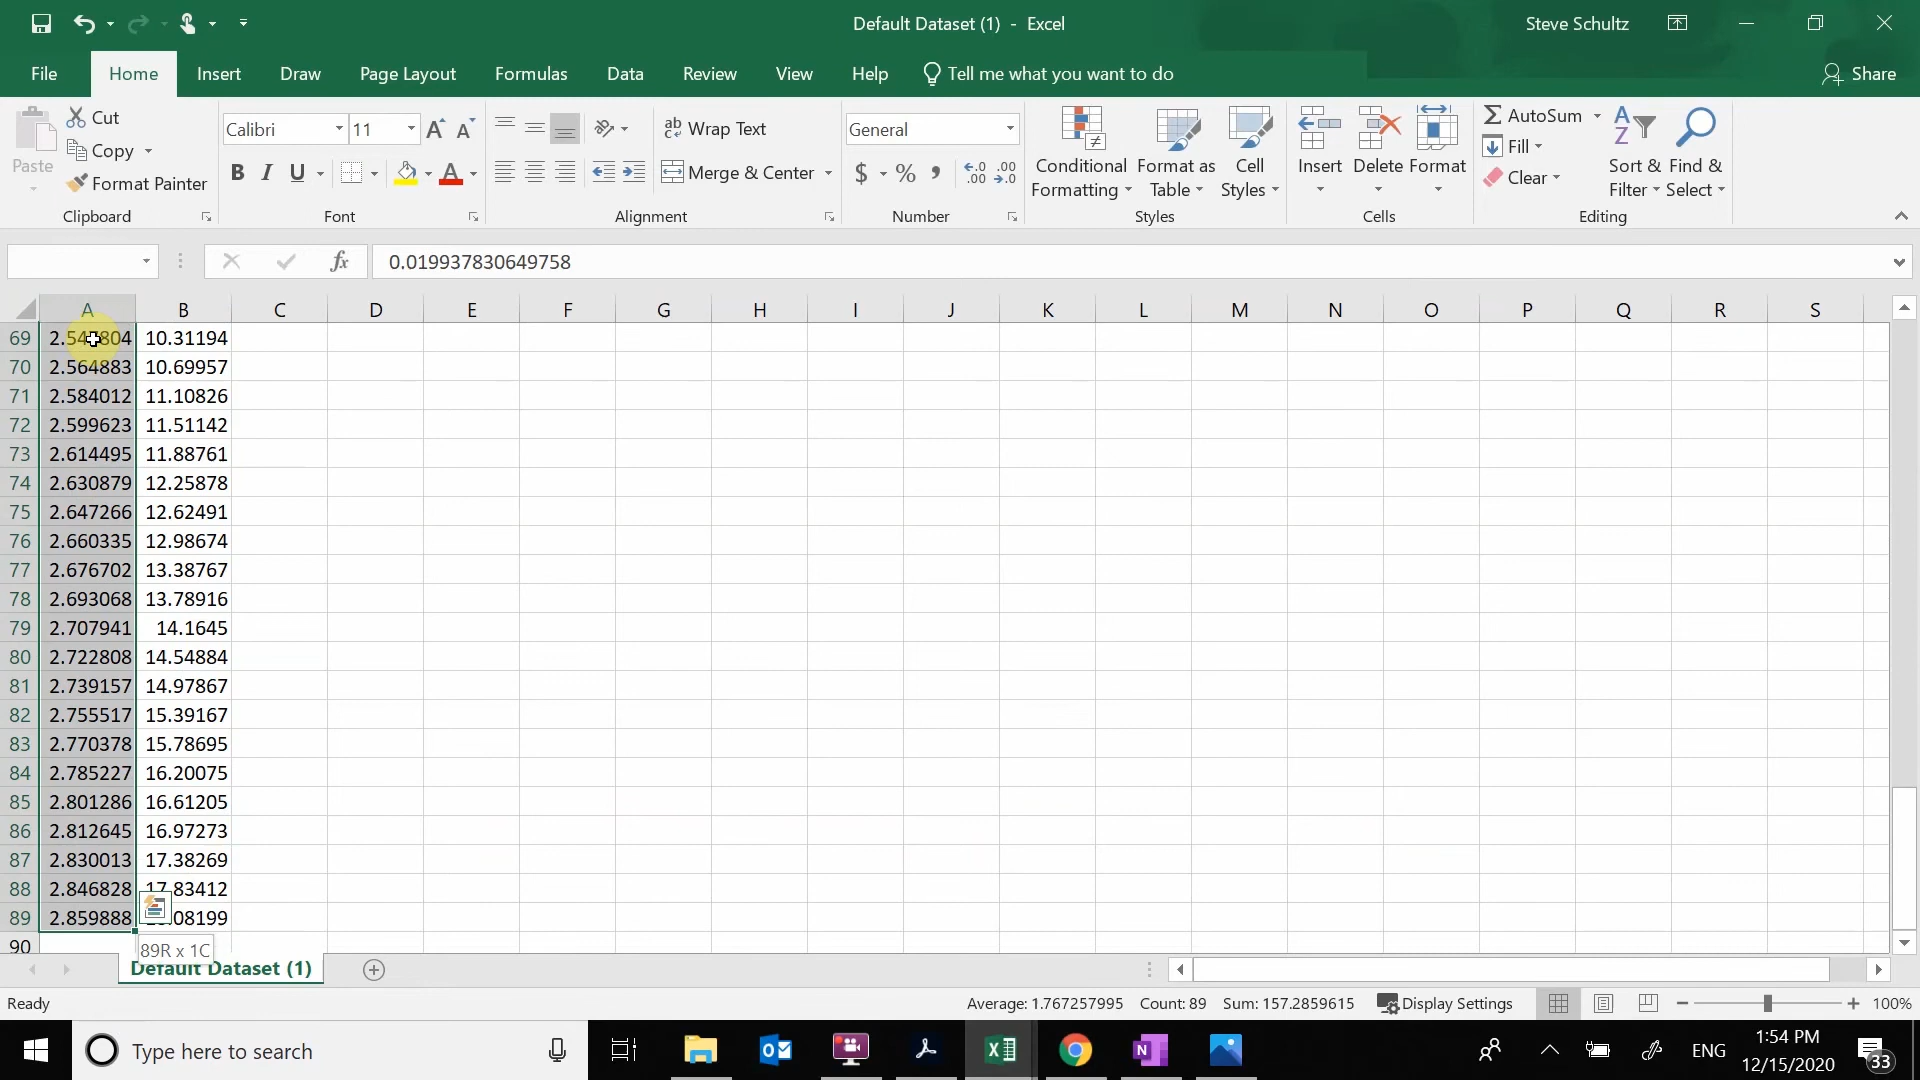 Default Dataset (1) - Excel
Steve Schultz
File Home Insert Draw Page Layout Formulas Data Review View Help Tell me what you want to do Share
Paste
Cut
Copy
Format Painter
Clipboard
Calibri 11
B I U
Font
Wrap Text
Merge & Center
Alignment
General
$ % ,
Number
Conditional Formatting
Format as Table
Cell Styles
Styles
Insert Delete Format
Cells
AutoSum
Fill
Clear
Sort & Filter
Find & Select
Editing
fx 0.019937830649758
A B C D E F G H I J K L M N O P Q R S
69 10.31194
70 2.564883 10.69957
71 2.584012 11.10826
72 2.599623 11.51142
73 2.614495 11.88761
74 2.630879 12.25878
75 2.647266 12.62491
76 2.660335 12.98674
77 2.676702 13.38767
78 2.693068 13.78916
79 2.707941 14.1645
80 2.722808 14.54884
81 2.739157 14.97867
82 2.755517 15.39167
83 2.770378 15.78695
84 2.785227 16.20075
85 2.801286 16.61205
86 2.812645 16.97273
87 2.830013 17.38269
88 2.846828 17.83412
89 2.859888 .08199
90
89R x 1C
Default Dataset (1)
Ready Average: 1.767257995 Count: 89 Sum: 157.2859615 Display Settings 100%
Type here to search
ENG
1:54 PM
12/15/2020
33